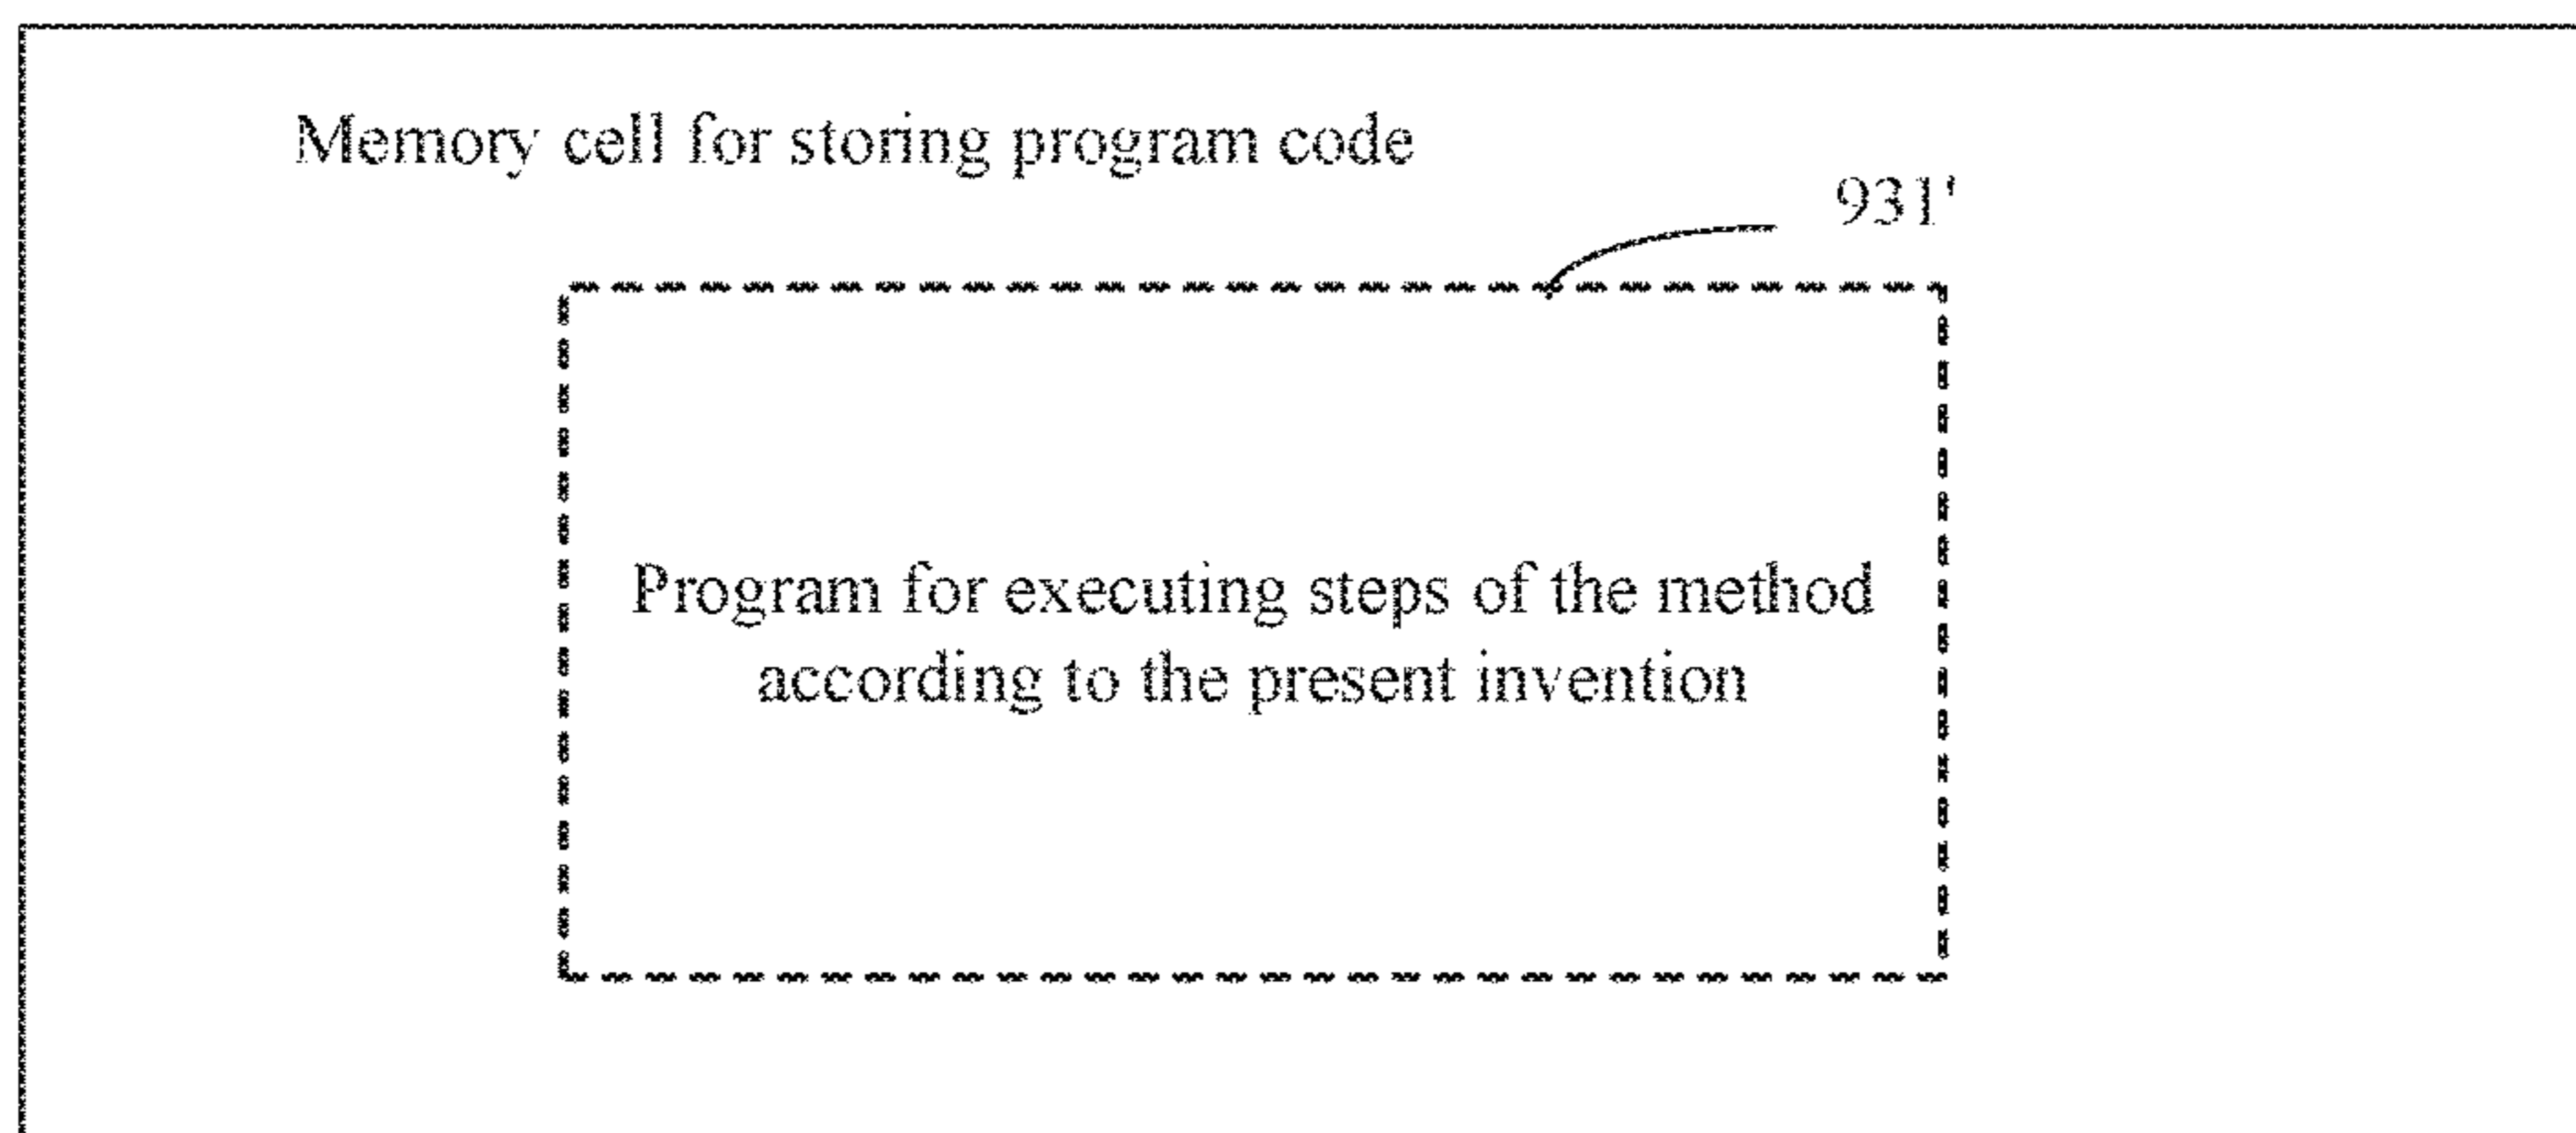 Memory cell for storing program code
931'
Program for executing steps of the method
according to the present invention